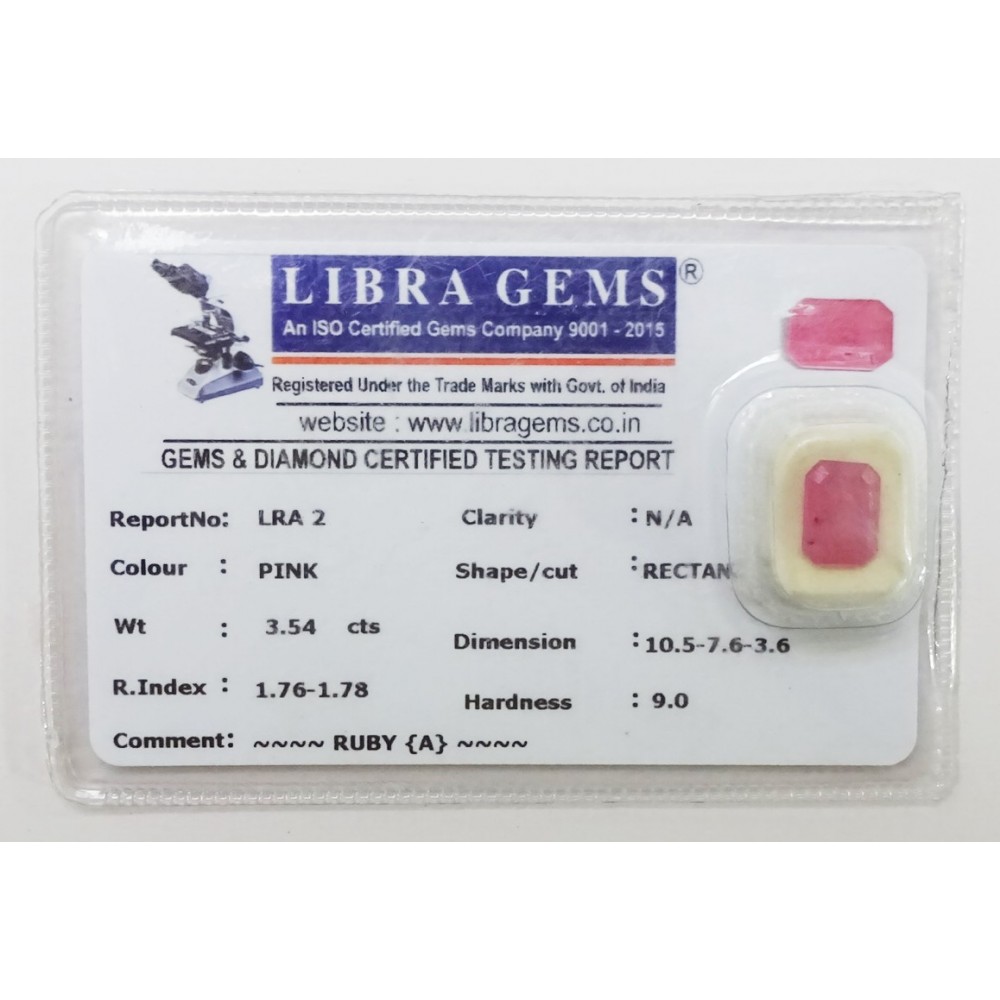 LIBRA GEMS ®
An ISO Certified Gems Company 9001 - 2015
Registered Under the Trade Marks with Govt. of India
website : www.libragems.co.in
GEMS & DIAMOND CERTIFIED TESTING REPORT
ReportNo: LRA 2 Clarity : N/A
Colour : PINK Shape/cut : RECTAN
Wt : 3.54 cts Dimension : 10.5-7.6-3.6
R.Index : 1.76-1.78 Hardness : 9.0
Comment: ~~~~ RUBY {A} ~~~~